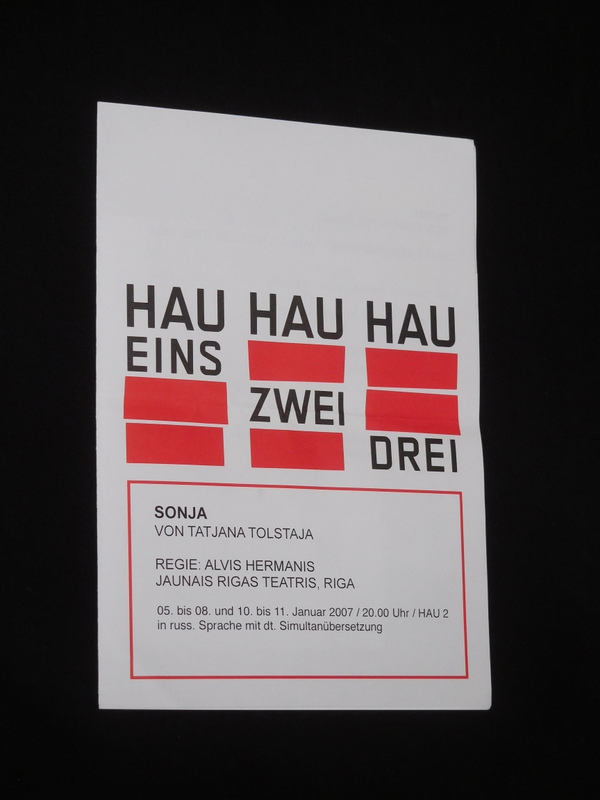 HAU HAU HAU
EINS
ZWEI
DREI
SONJA
VON TATJANA TOLSTAJA
REGIE: ALVIS HERMANIS
JAUNAIS RIGAS TEATRIS, RIGA
05. bis 08. und 10. bis 11. Januar 2007 / 20.00 Uhr / HAU 2
in russ. Sprache mit dt. Simultanübersetzung